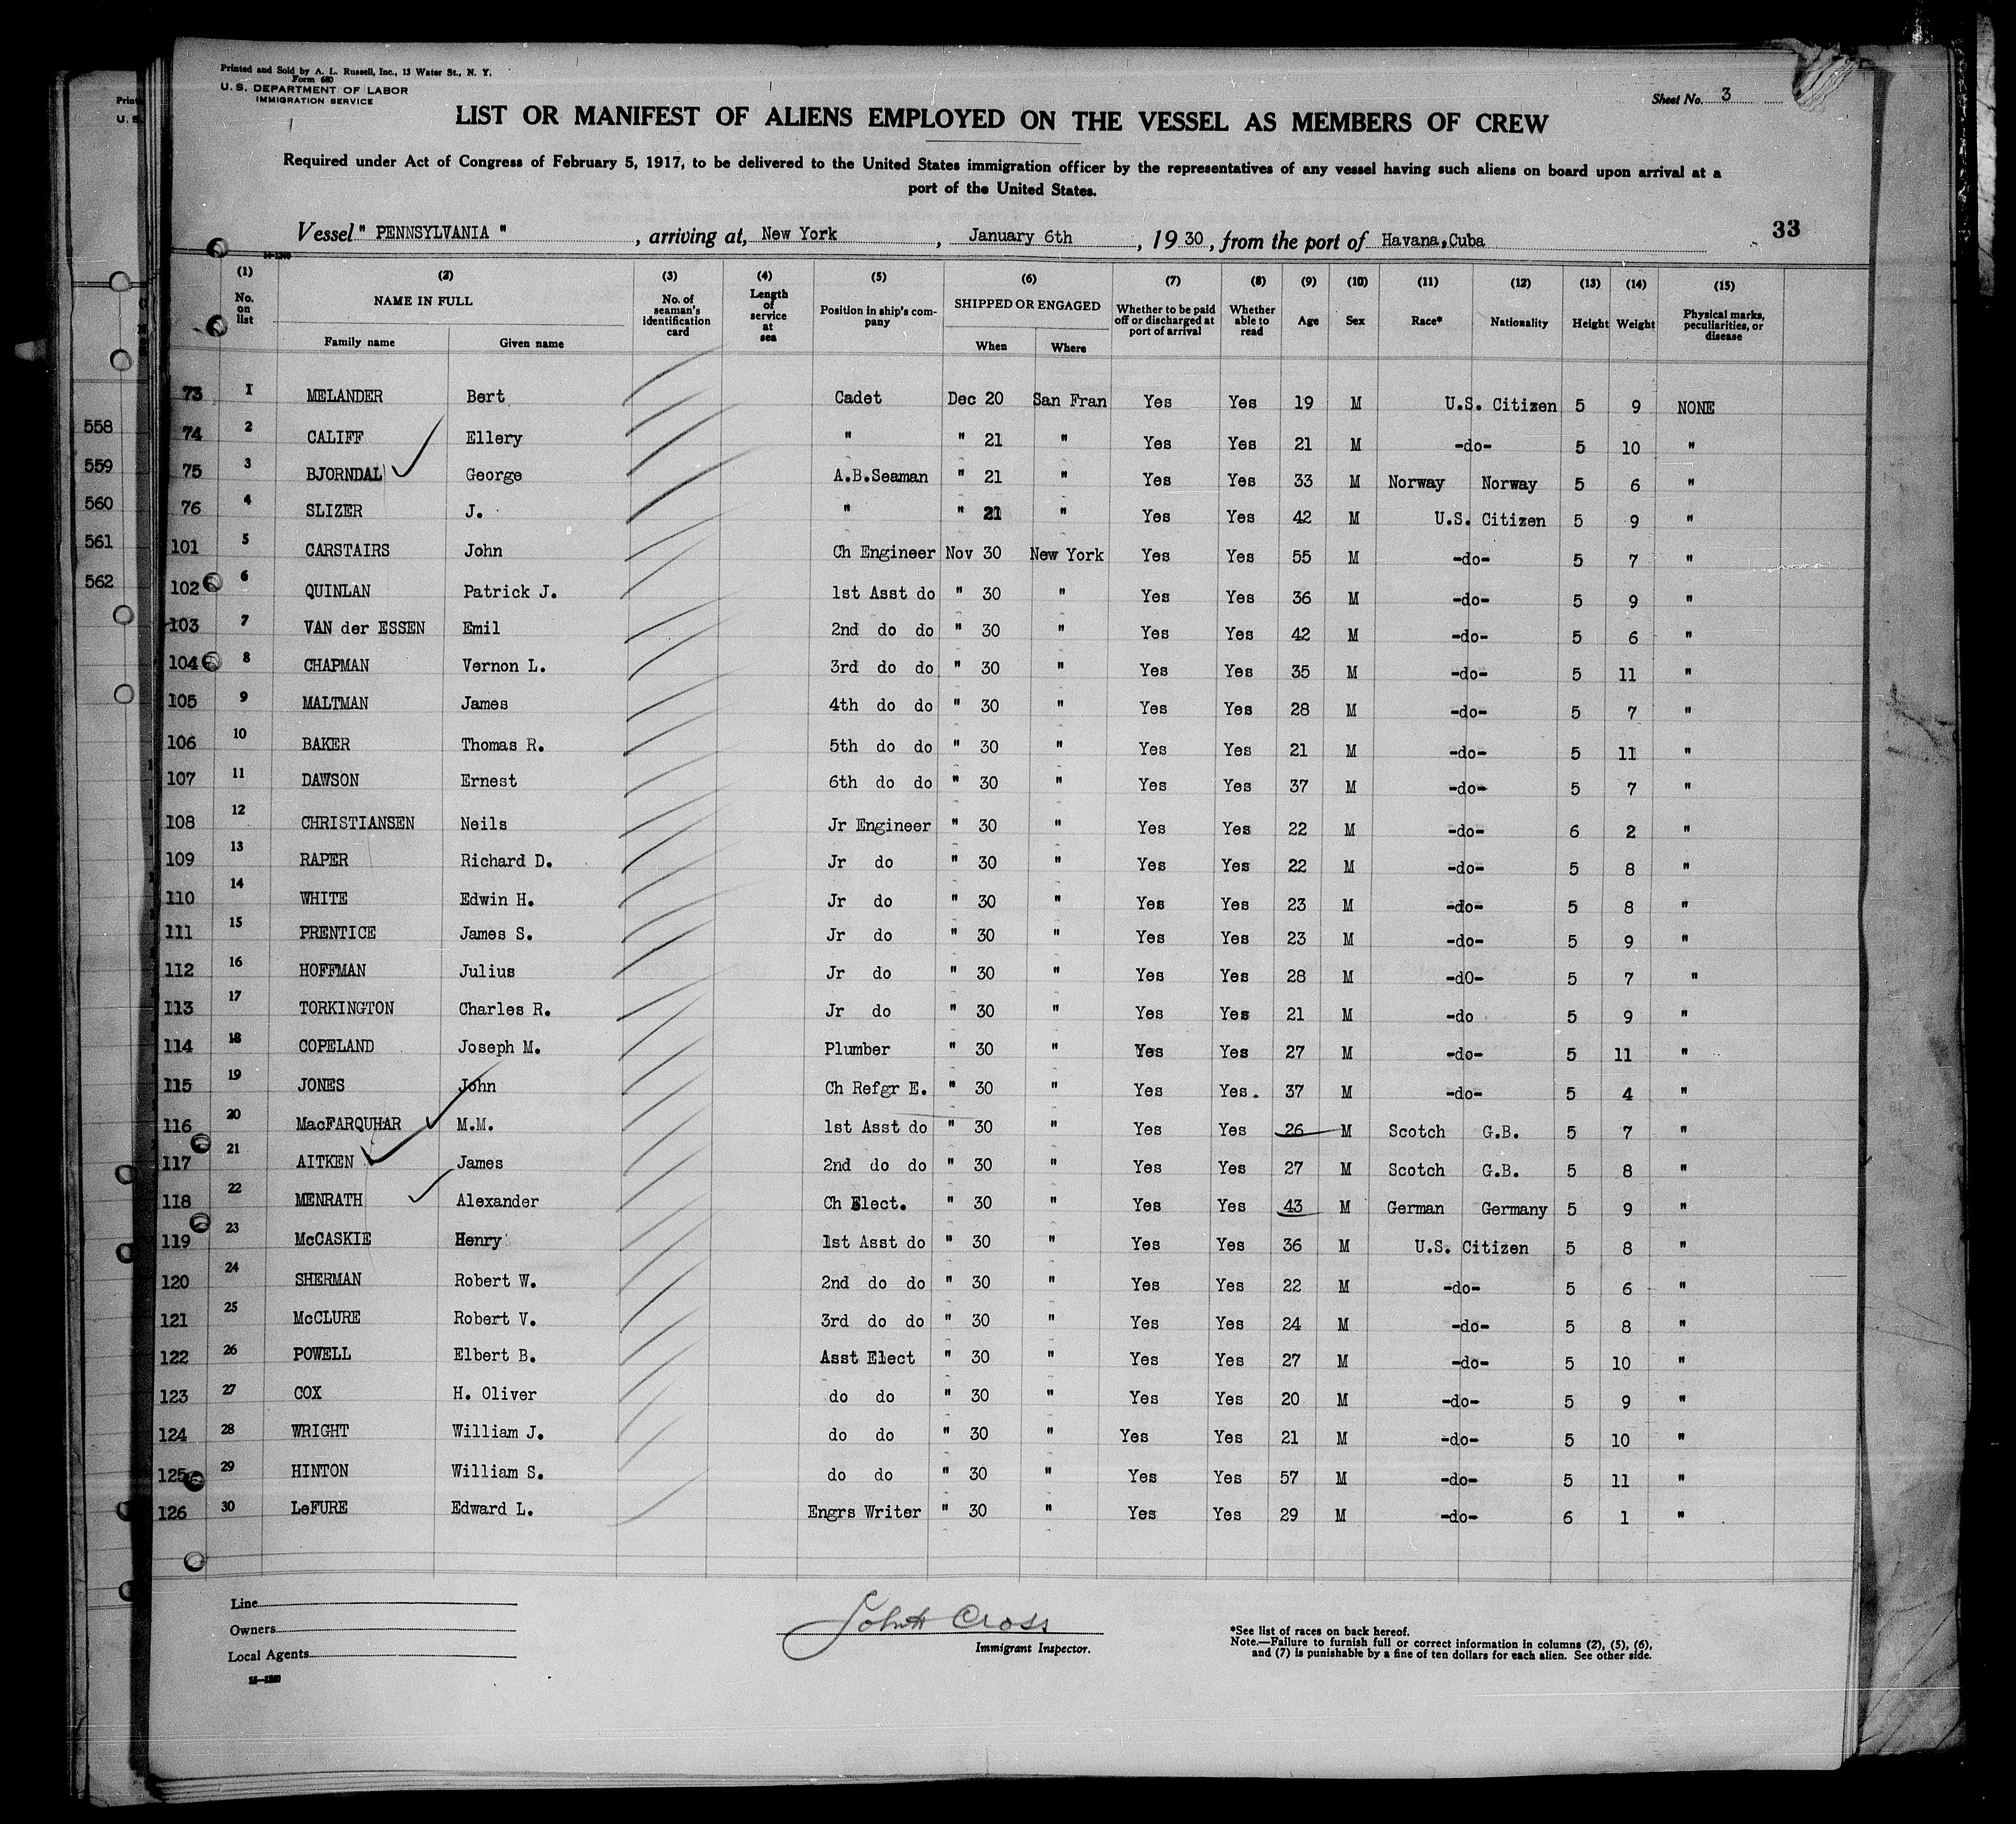 Printed and Sold by A. L. Russell, Inc., 13 Water St., N. Y.
Form 680
U. S. DEPARTMENT OF LABOR
IMMIGRATION SERVICE
Sheet No. 3
LIST OR MANIFEST OF ALIENS EMPLOYED ON THE VESSEL AS MEMBERS OF CREW
Required under Act of Congress of February 5, 1917, to be delivered to the United States immigration officer by the representatives of any vessel having such aliens on board upon arrival at a
port of the United States.
Vessel " PENNSYLVANIA " , arriving at, New York , January 6th , 19 30 , from the port of Havana,Cuba 33
(1) (2) (3) (4) (5) (6) (7) (8) (9) (10) (11) (12) (13) (14) (15)
No. on list NAME IN FULL Family name Given name No. of seaman's identification card Length of service at sea Position in ship's company SHIPPED OR ENGAGED When Where Whether to be paid off or discharged at port of arrival Whether able to read Age Sex Race* Nationality Height Weight Physical marks, peculiarities, or disease
73 1 MELANDER Bert Cadet Dec 20 San Fran Yes Yes 19 M U.S. Citizen 5 9 NONE
74 2 CALIFF Ellery " " 21 " Yes Yes 21 M -do- 5 10 "
75 3 BJORNDAL George A.B.Seaman " 21 " Yes Yes 33 M Norway Norway 5 6 "
76 4 SLIZER J. " " 21 " Yes Yes 42 M U.S. Citizen 5 9 "
101 5 CARSTAIRS John Ch Engineer Nov 30 New York Yes Yes 55 M -do- 5 7 "
102 6 QUINLAN Patrick J. 1st Asst do " 30 " Yes Yes 36 M -do- 5 9 "
103 7 VAN der ESSEN Emil 2nd do do " 30 " Yes Yes 42 M -do- 5 6 "
104 8 CHAPMAN Vernon L. 3rd do do " 30 " Yes Yes 35 M -do- 5 11 "
105 9 MALTMAN James 4th do do " 30 " Yes Yes 28 M -do- 5 7 "
106 10 BAKER Thomas R. 5th do do " 30 " Yes Yes 21 M -do- 5 11 "
107 11 DAWSON Ernest 6th do do " 30 " Yes Yes 37 M -do- 5 7 "
108 12 CHRISTIANSEN Neils Jr Engineer " 30 " Yes Yes 22 M -do- 6 2 "
109 13 RAPER Richard D. Jr do " 30 " Yes Yes 22 M -do- 5 8 "
110 14 WHITE Edwin H. Jr do " 30 " Yes Yes 23 M -do- 5 8 "
111 15 PRENTICE James S. Jr do " 30 " Yes Yes 23 M -do- 5 9 "
112 16 HOFFMAN Julius Jr do " 30 " Yes Yes 28 M -dO- 5 7 "
113 17 TORKINGTON Charles R. Jr do " 30 " Yes Yes 21 M -do 5 9 "
114 18 COPELAND Joseph M. Plumber " 30 " Yes Yes 27 M -do- 5 11 "
115 19 JONES John Ch Refgr E. " 30 " Yes Yes. 37 M -do- 5 4 "
116 20 MacFARQUHAR M.M. 1st Asst do " 30 " Yes Yes 26 M Scotch G.B. 5 7 "
117 21 AITKEN James 2nd do do " 30 " Yes Yes 27 M Scotch G.B. 5 8 "
118 22 MENRATH Alexander Ch Elect. " 30 " Yes Yes 43 M German Germany 5 9 "
119 23 McCASKIE Henry 1st Asst do " 30 " Yes Yes 36 M U.S. Citizen 5 8 "
120 24 SHERMAN Robert W. 2nd do do " 30 " Yes Yes 22 M -do- 5 6 "
121 25 McCLURE Robert V. 3rd do do " 30 " Yes Yes 24 M -do- 5 8 "
122 26 POWELL Elbert B. Asst Elect " 30 " Yes Yes 27 M -do- 5 10 "
123 27 COX H. Oliver do do " 30 " Yes Yes 20 M -do- 5 9 "
124 28 WRIGHT William J. do do " 30 " Yes Yes 21 M -do- 5 10 "
125 29 HINTON William S. do do " 30 " Yes Yes 57 M -do- 5 11 "
126 30 LeFURE Edward L. Engrs Writer " 30 " Yes Yes 29 M -do- 6 1 "
558
559
560
561
562
Line
Owners
Local Agents
John Cross
Immigrant Inspector.
*See list of races on back hereof.
Note.—Failure to furnish full or correct information in columns (2), (5), (6),
and (7) is punishable by a fine of ten dollars for each alien. See other side.